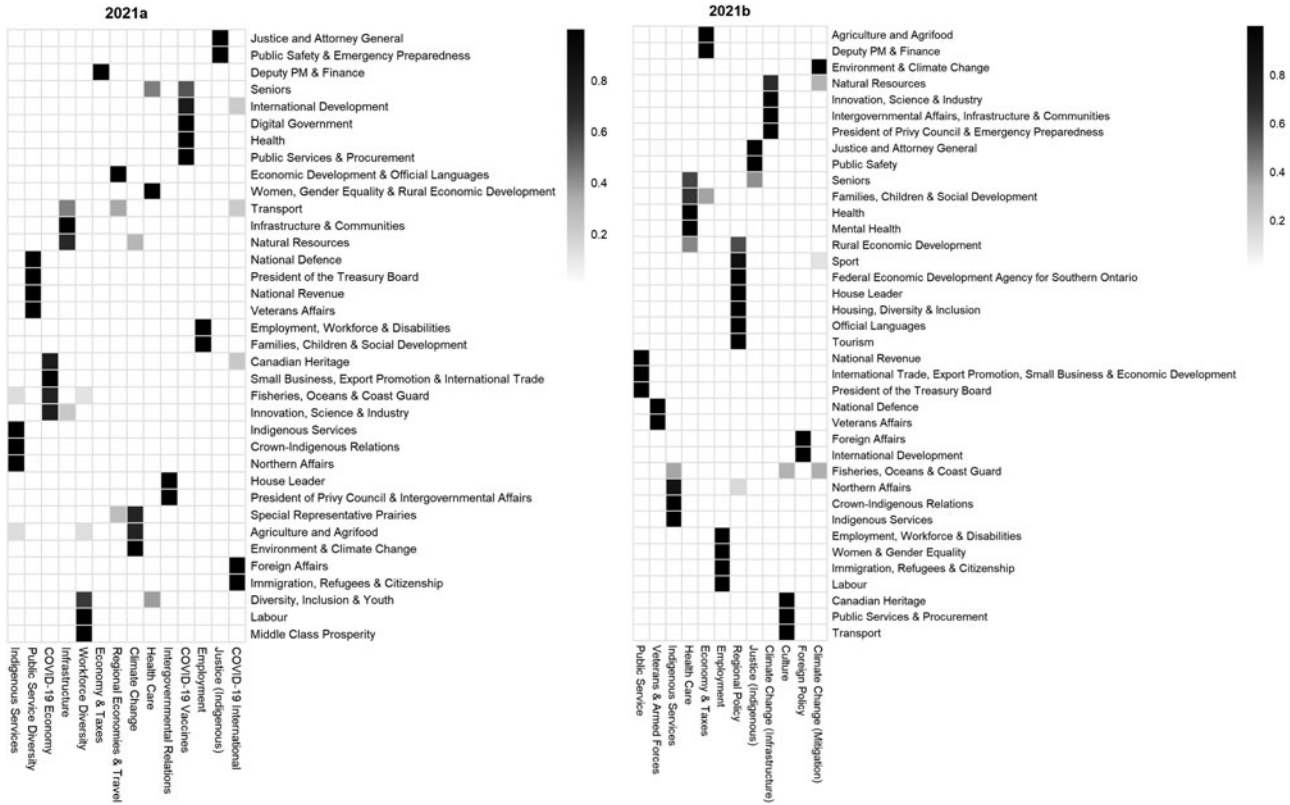 2021a
Justice and Attorney General
Public Safety & Emergency Preparedness
Deputy PM & Finance
Seniors
International Development
Digital Government
Health
Public Services & Procurement
Economic Development & Official Languages
Women, Gender Equality & Rural Economic Development
Transport
Infrastructure & Communities
Natural Resources
National Defence
President of the Treasury Board
National Revenue
Veterans Affairs
Employment, Workforce & Disabilities
Families, Children & Social Development
Canadian Heritage
Small Business, Export Promotion & International Trade
Fisheries, Oceans & Coast Guard
Innovation, Science & Industry
Indigenous Services
Crown-Indigenous Relations
Northern Affairs
House Leader
President of Privy Council & Intergovernmental Affairs
Special Representative Prairies
Agriculture and Agrifood
Environment & Climate Change
Foreign Affairs
Immigration, Refugees & Citizenship
Diversity, Inclusion & Youth
Labour
Middle Class Prosperity
Indigenous Services
Public Service Diversity
COVID-19 Economy
Infrastructure
Workforce Diversity
Economy & Taxes
Regional Economies & Travel
Climate Change
Health Care
Intergovernmental Relations
COVID-19 Vaccines
Employment
Justice (Indigenous)
COVID-19 International
0.8
0.6
0.4
0.2
2021b
Agriculture and Agrifood
Deputy PM & Finance
Environment & Climate Change
Natural Resources
Innovation, Science & Industry
Intergovernmental Affairs, Infrastructure & Communities
President of Privy Council & Emergency Preparedness
Justice and Attorney General
Public Safety
Seniors
Families, Children & Social Development
Health
Mental Health
Rural Economic Development
Sport
Federal Economic Development Agency for Southern Ontario
House Leader
Housing, Diversity & Inclusion
Official Languages
Tourism
National Revenue
International Trade, Export Promotion, Small Business & Economic Development
President of the Treasury Board
National Defence
Veterans Affairs
Foreign Affairs
International Development
Fisheries, Oceans & Coast Guard
Northern Affairs
Crown-Indigenous Relations
Indigenous Services
Employment, Workforce & Disabilities
Women & Gender Equality
Immigration, Refugees & Citizenship
Labour
Canadian Heritage
Public Services & Procurement
Transport
Public Service
Veterans & Armed Forces
Indigenous Services
Health Care
Economy & Taxes
Employment
Regional Policy
Justice (Indigenous)
Climate Change (Infrastructure)
Culture
Foreign Policy
Climate Change (Mitigation)
0.8
0.6
0.4
0.2